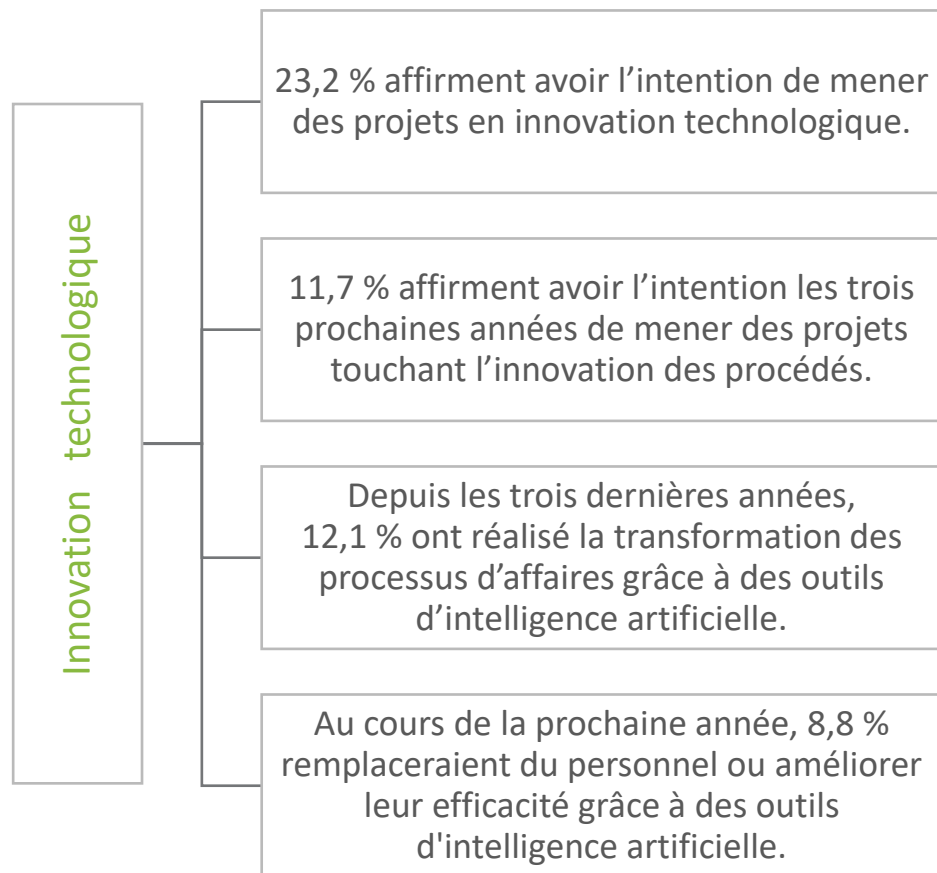 Innovation technologique
23,2 % affirment avoir l’intention de mener
des projets en innovation technologique.
11,7 % affirment avoir l’intention les trois
prochaines années de mener des projets
touchant l’innovation des procédés.
Depuis les trois dernières années,
12,1 % ont réalisé la transformation des
processus d’affaires grâce à des outils
d’intelligence artificielle.
Au cours de la prochaine année, 8,8 %
remplaceraient du personnel ou améliorer
leur efficacité grâce à des outils
d'intelligence artificielle.